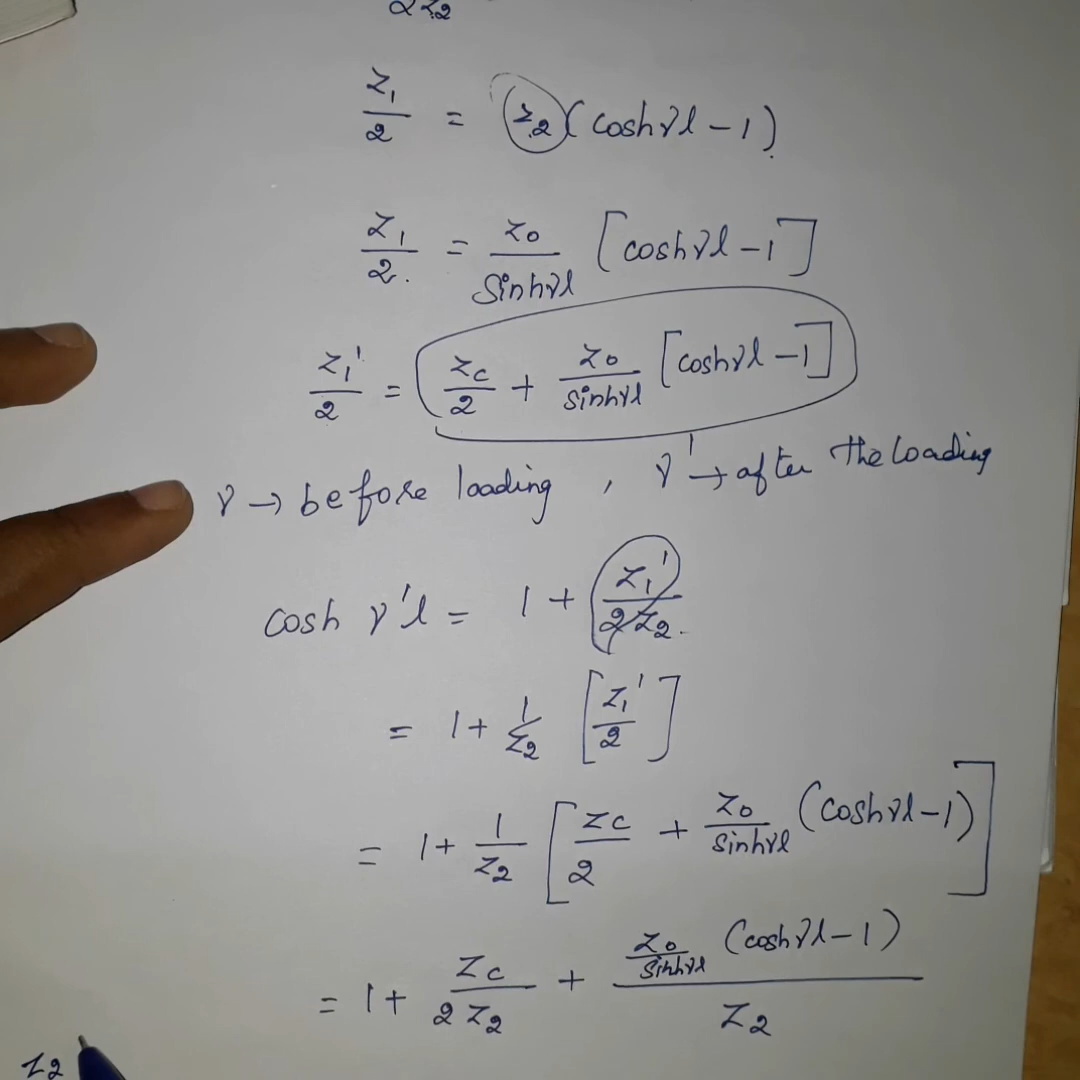 2Z₂
Z₁/2 = Z₂(coshγl − 1)
Z₁/2. = Z₀/Sinhγl [coshγl − 1]
Z₁'/2 = Zc/2 + Z₀/sinhγl [coshγl − 1]
γ → before loading, γ' → after the loading
cosh γ'l = 1 + Z₁'/2Z₂.
= 1 + 1/Z₂ [Z₁'/2]
= 1 + 1/Z₂ [Zc/2 + Z₀/sinhγl (coshγl − 1)]
= 1 + Zc/2Z₂ + Z₀/Sinhγl (coshγl − 1)/Z₂
Z₂